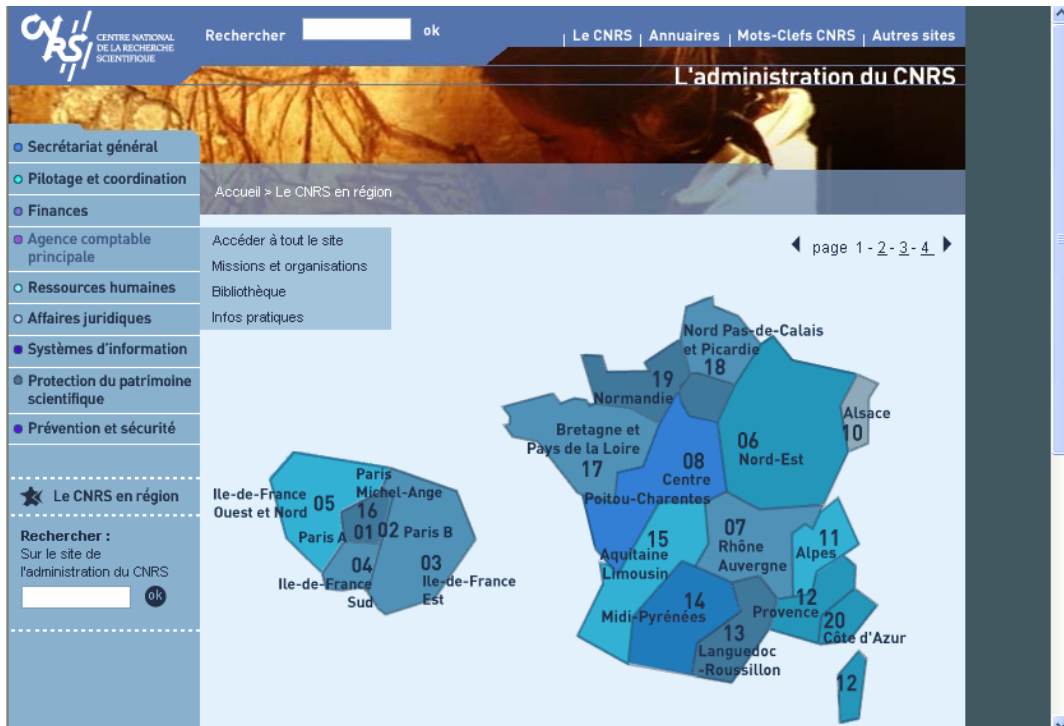 CNRS
CENTRE NATIONAL
DE LA RECHERCHE
SCIENTIFIQUE
Rechercher ok
Le CNRS | Annuaires | Mots-Clefs CNRS | Autres sites
L'administration du CNRS
Secrétariat général
Pilotage et coordination
Finances
Agence comptable
principale
Ressources humaines
Affaires juridiques
Systèmes d'information
Protection du patrimoine
scientifique
Prévention et sécurité
Le CNRS en région
Rechercher :
Sur le site de
l'administration du CNRS
ok
Accueil > Le CNRS en région
Accéder à tout le site
Missions et organisations
Bibliothèque
Infos pratiques
page 1 - 2 - 3 - 4
Ile-de-France
Ouest et Nord
05
Paris
Michel-Ange
16
Paris A 01
02 Paris B
04
Ile-de-France
Sud
03
Ile-de-France
Est
Nord Pas-de-Calais
et Picardie
18
19
Normandie
Alsace
10
Bretagne et
Pays de la Loire
17
06
Nord-Est
08
Centre
Poitou-Charentes
15
Aquitaine
Limousin
07
Rhône
Auvergne
11
Alpes
14
Midi-Pyrénées
12
Provence
20
Côte d'Azur
13
Languedoc
-Roussillon
12